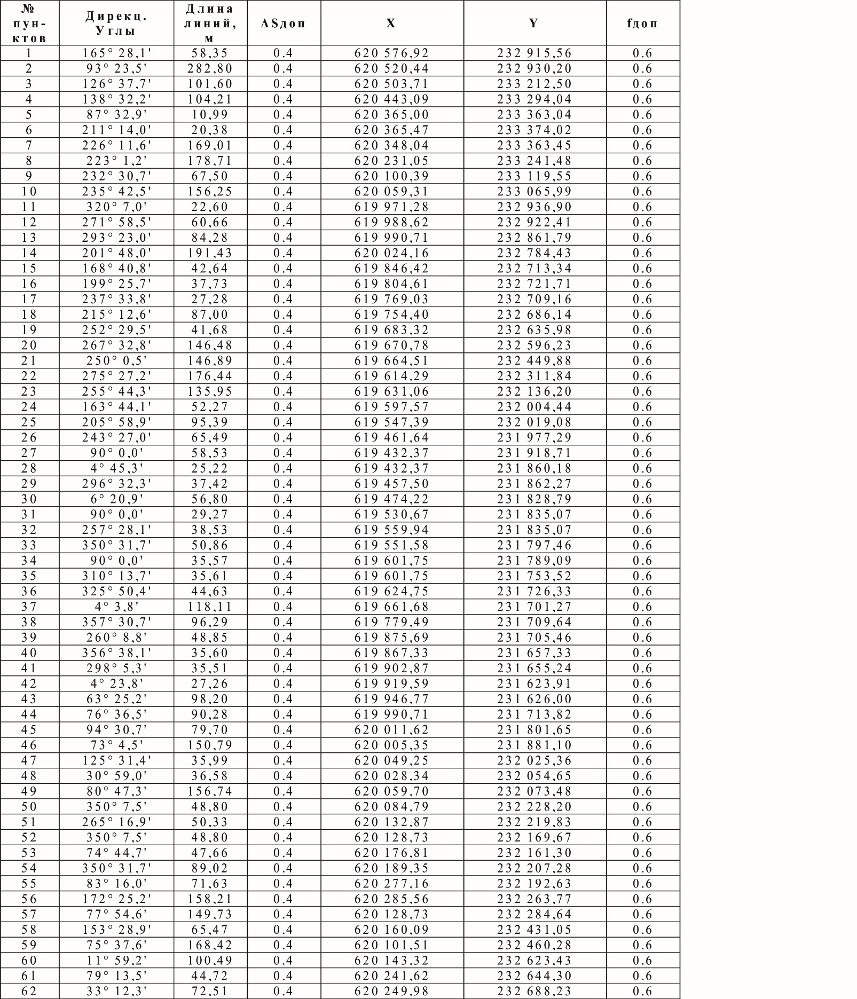 № пун-ктов Дирекц. Углы Длина линий, м ΔSдоп X Y fдоп
1 165° 28,1' 58,35 0.4 620 576,92 232 915,56 0.6
2 93° 23,5' 282,80 0.4 620 520,44 232 930,20 0.6
3 126° 37,7' 101,60 0.4 620 503,71 233 212,50 0.6
4 138° 32,2' 104,21 0.4 620 443,09 233 294,04 0.6
5 87° 32,9' 10,99 0.4 620 365,00 233 363,04 0.6
6 211° 14,0' 20,38 0.4 620 365,47 233 374,02 0.6
7 226° 11,6' 169,01 0.4 620 348,04 233 363,45 0.6
8 223° 1,2' 178,71 0.4 620 231,05 233 241,48 0.6
9 232° 30,7' 67,50 0.4 620 100,39 233 119,55 0.6
10 235° 42,5' 156,25 0.4 620 059,31 233 065,99 0.6
11 320° 7,0' 22,60 0.4 619 971,28 232 936,90 0.6
12 271° 58,5' 60,66 0.4 619 988,62 232 922,41 0.6
13 293° 23,0' 84,28 0.4 619 990,71 232 861,79 0.6
14 201° 48,0' 191,43 0.4 620 024,16 232 784,43 0.6
15 168° 40,8' 42,64 0.4 619 846,42 232 713,34 0.6
16 199° 25,7' 37,73 0.4 619 804,61 232 721,71 0.6
17 237° 33,8' 27,28 0.4 619 769,03 232 709,16 0.6
18 215° 12,6' 87,00 0.4 619 754,40 232 686,14 0.6
19 252° 29,5' 41,68 0.4 619 683,32 232 635,98 0.6
20 267° 32,8' 146,48 0.4 619 670,78 232 596,23 0.6
21 250° 0,5' 146,89 0.4 619 664,51 232 449,88 0.6
22 275° 27,2' 176,44 0.4 619 614,29 232 311,84 0.6
23 255° 44,3' 135,95 0.4 619 631,06 232 136,20 0.6
24 163° 44,1' 52,27 0.4 619 597,57 232 004,44 0.6
25 205° 58,9' 95,39 0.4 619 547,39 232 019,08 0.6
26 243° 27,0' 65,49 0.4 619 461,64 231 977,29 0.6
27 90° 0,0' 58,53 0.4 619 432,37 231 918,71 0.6
28 4° 45,3' 25,22 0.4 619 432,37 231 860,18 0.6
29 296° 32,3' 37,42 0.4 619 457,50 231 862,27 0.6
30 6° 20,9' 56,80 0.4 619 474,22 231 828,79 0.6
31 90° 0,0' 29,27 0.4 619 530,67 231 835,07 0.6
32 257° 28,1' 38,53 0.4 619 559,94 231 835,07 0.6
33 350° 31,7' 50,86 0.4 619 551,58 231 797,46 0.6
34 90° 0,0' 35,57 0.4 619 601,75 231 789,09 0.6
35 310° 13,7' 35,61 0.4 619 601,75 231 753,52 0.6
36 325° 50,4' 44,63 0.4 619 624,75 231 726,33 0.6
37 4° 3,8' 118,11 0.4 619 661,68 231 701,27 0.6
38 357° 30,7' 96,29 0.4 619 779,49 231 709,64 0.6
39 260° 8,8' 48,85 0.4 619 875,69 231 705,46 0.6
40 356° 38,1' 35,60 0.4 619 867,33 231 657,33 0.6
41 298° 5,3' 35,51 0.4 619 902,87 231 655,24 0.6
42 4° 23,8' 27,26 0.4 619 919,59 231 623,91 0.6
43 63° 25,2' 98,20 0.4 619 946,77 231 626,00 0.6
44 76° 36,5' 90,28 0.4 619 990,71 231 713,82 0.6
45 94° 30,7' 79,70 0.4 620 011,62 231 801,65 0.6
46 73° 4,5' 150,79 0.4 620 005,35 231 881,10 0.6
47 125° 31,4' 35,99 0.4 620 049,25 232 025,36 0.6
48 30° 59,0' 36,58 0.4 620 028,34 232 054,65 0.6
49 80° 47,3' 156,74 0.4 620 059,70 232 073,48 0.6
50 350° 7,5' 48,80 0.4 620 084,79 232 228,20 0.6
51 265° 16,9' 50,33 0.4 620 132,87 232 219,83 0.6
52 350° 7,5' 48,80 0.4 620 128,73 232 169,67 0.6
53 74° 44,7' 47,66 0.4 620 176,81 232 161,30 0.6
54 350° 31,7' 89,02 0.4 620 189,35 232 207,28 0.6
55 83° 16,0' 71,63 0.4 620 277,16 232 192,63 0.6
56 172° 25,2' 158,21 0.4 620 285,56 232 263,77 0.6
57 77° 54,6' 149,73 0.4 620 128,73 232 284,64 0.6
58 153° 28,9' 65,47 0.4 620 160,09 232 431,05 0.6
59 75° 37,6' 168,42 0.4 620 101,51 232 460,28 0.6
60 11° 59,2' 100,49 0.4 620 143,32 232 623,43 0.6
61 79° 13,5' 44,72 0.4 620 241,62 232 644,30 0.6
62 33° 12,3' 72,51 0.4 620 249,98 232 688,23 0.6